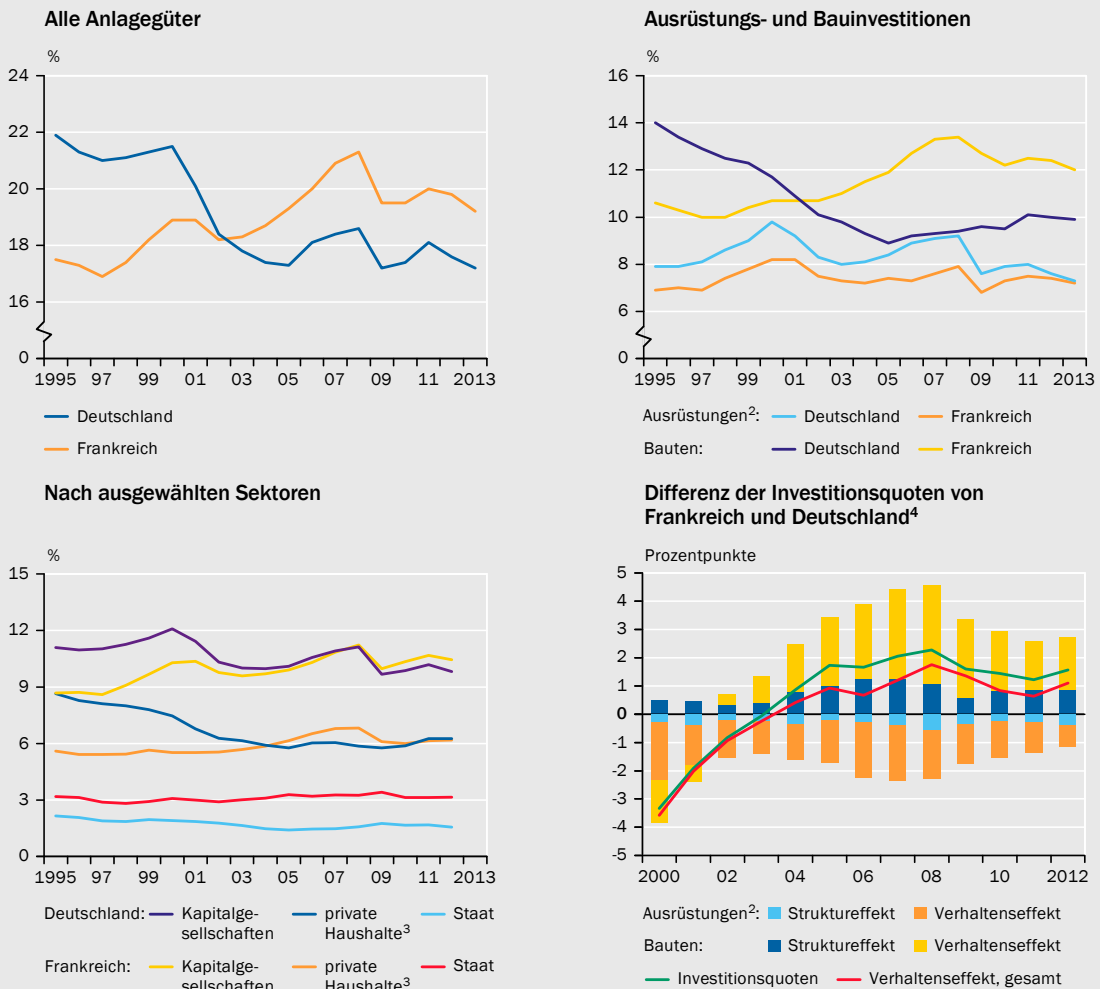 Alle Anlagegüter
%
24
22
20
18
16
0
1995 97 99 01 03 05 07 09 11 2013
Deutschland
Frankreich
Ausrüstungs- und Bauinvestitionen
%
16
14
12
10
8
6
0
1995 97 99 01 03 05 07 09 11 2013
Ausrüstungen²: Deutschland Frankreich
Bauten: Deutschland Frankreich
Nach ausgewählten Sektoren
%
15
12
9
6
3
0
1995 97 99 01 03 05 07 09 11 2013
Deutschland: Kapitalge- private Staat
sellschaften Haushalte³
Frankreich: Kapitalge- private Staat
sellschaften Haushalte³
Differenz der Investitionsquoten von
Frankreich und Deutschland⁴
Prozentpunkte
5
4
3
2
1
0
-1
-2
-3
-4
-5
2000 02 04 06 08 10 2012
Ausrüstungen²: Struktureffekt Verhaltenseffekt
Bauten: Struktureffekt Verhaltenseffekt
Investitionsquoten Verhaltenseffekt, gesamt